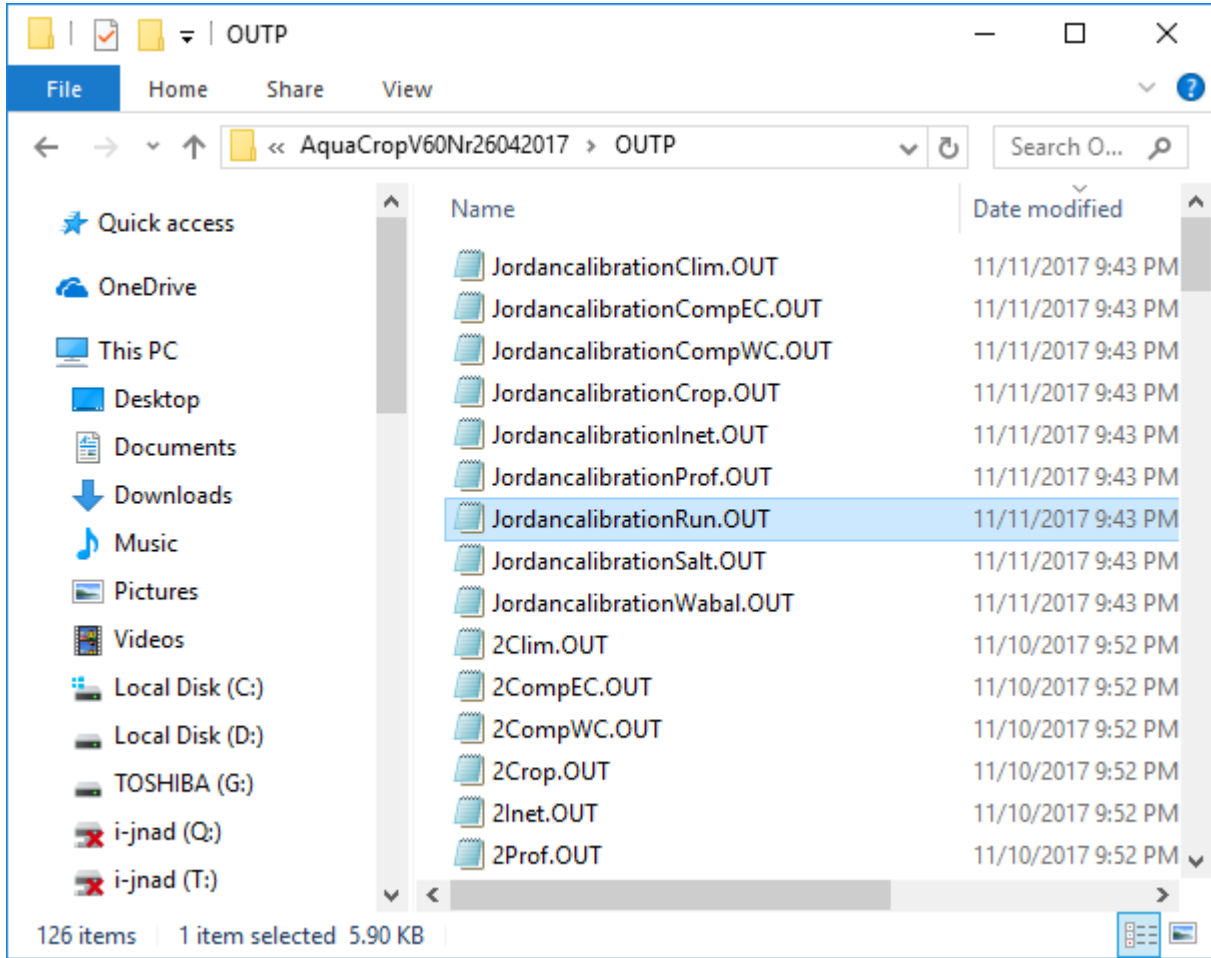 OUTP
File Home Share View
« AquaCropV60Nr26042017 > OUTP Search O...
Quick access
OneDrive
This PC
Desktop
Documents
Downloads
Music
Pictures
Videos
Local Disk (C:)
Local Disk (D:)
TOSHIBA (G:)
i-jnad (Q:)
i-jnad (T:)
Name Date modified
JordancalibrationClim.OUT 11/11/2017 9:43 PM
JordancalibrationCompEC.OUT 11/11/2017 9:43 PM
JordancalibrationCompWC.OUT 11/11/2017 9:43 PM
JordancalibrationCrop.OUT 11/11/2017 9:43 PM
JordancalibrationInet.OUT 11/11/2017 9:43 PM
JordancalibrationProf.OUT 11/11/2017 9:43 PM
JordancalibrationRun.OUT 11/11/2017 9:43 PM
JordancalibrationSalt.OUT 11/11/2017 9:43 PM
JordancalibrationWabal.OUT 11/11/2017 9:43 PM
2Clim.OUT 11/10/2017 9:52 PM
2CompEC.OUT 11/10/2017 9:52 PM
2CompWC.OUT 11/10/2017 9:52 PM
2Crop.OUT 11/10/2017 9:52 PM
2Inet.OUT 11/10/2017 9:52 PM
2Prof.OUT 11/10/2017 9:52 PM
126 items 1 item selected 5.90 KB